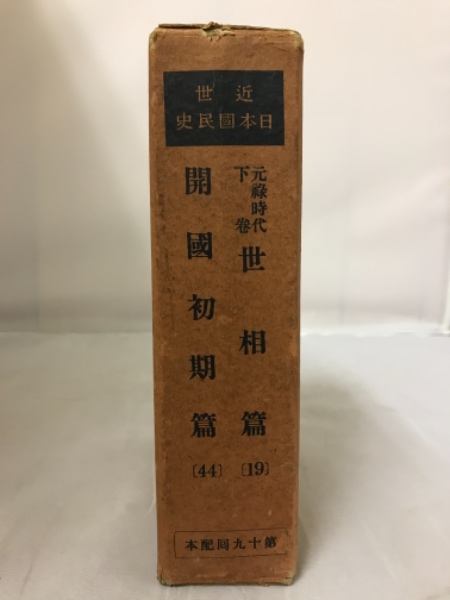 近世
日本國民史
元祿時代
下卷
世相篇
〔19〕
開國初期篇
〔44〕
第十九回配本